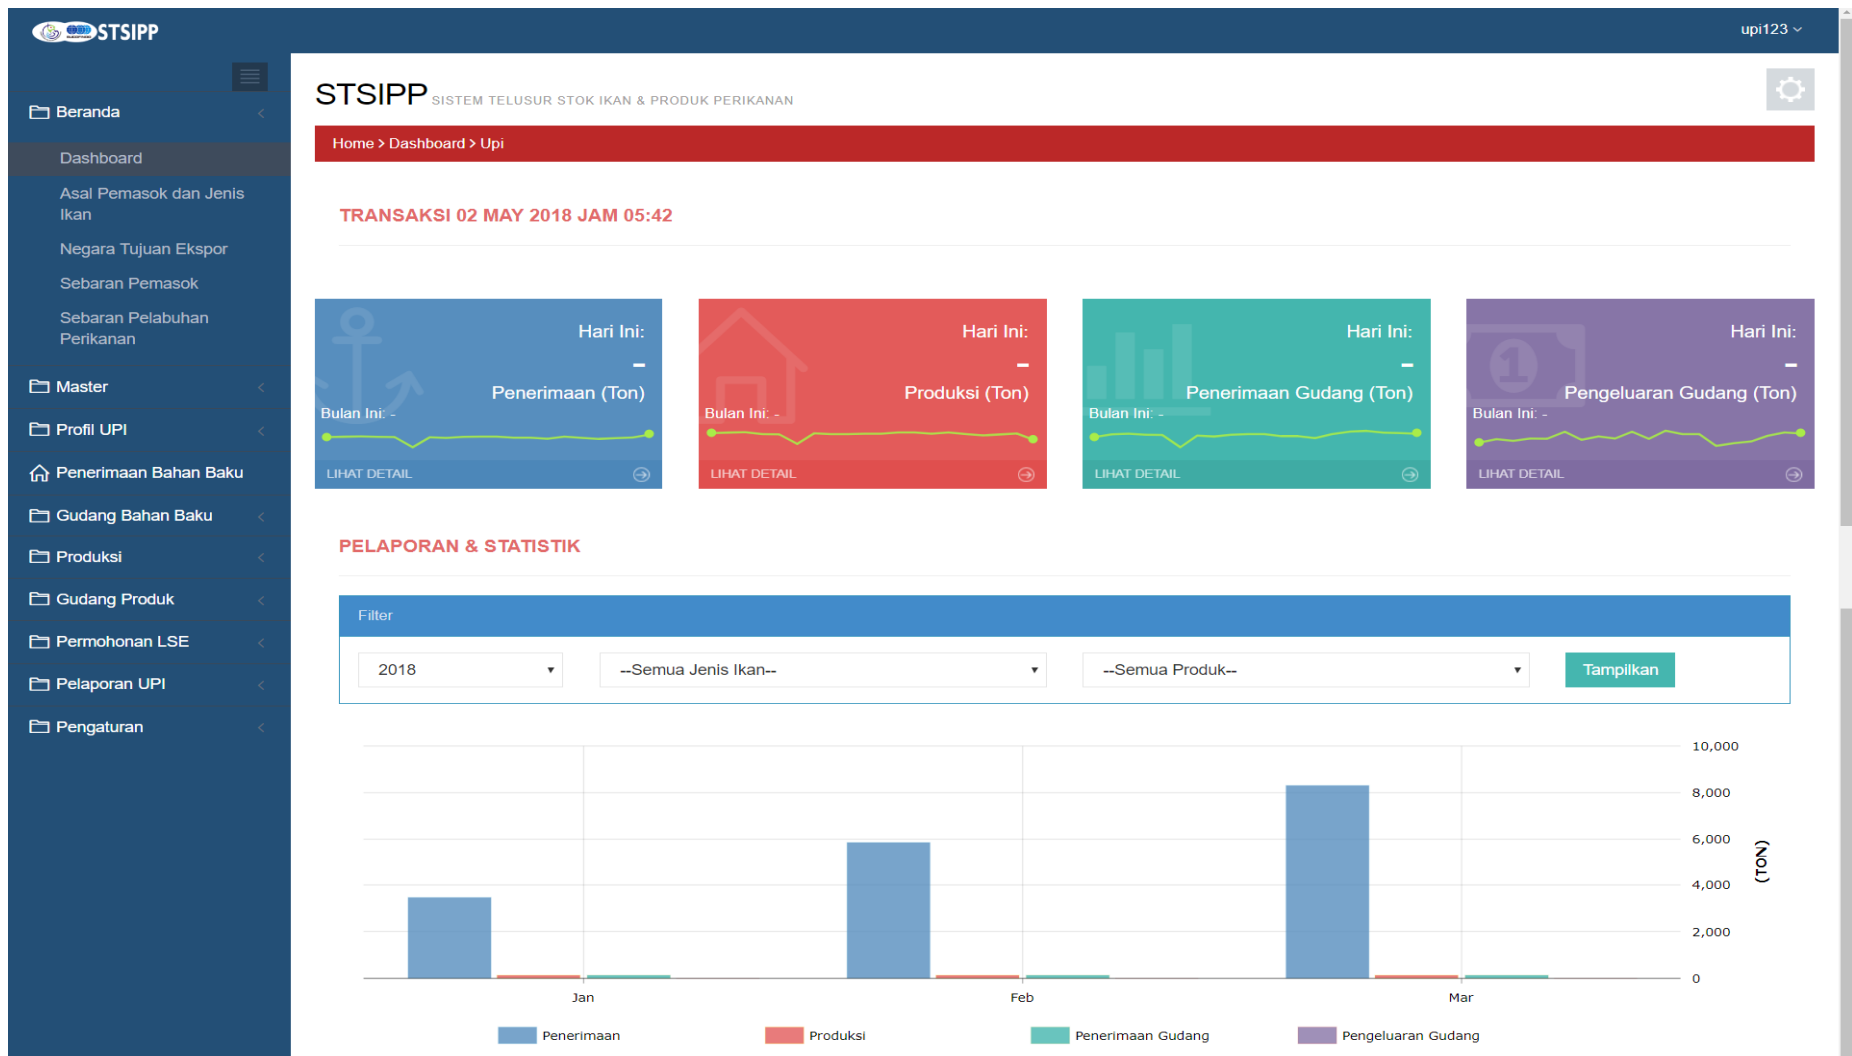 STSIPP
upi123
Beranda
Dashboard
Asal Pemasok dan Jenis
Ikan
Negara Tujuan Ekspor
Sebaran Pemasok
Sebaran Pelabuhan
Perikanan
Master
Profil UPI
Penerimaan Bahan Baku
Gudang Bahan Baku
Produksi
Gudang Produk
Permohonan LSE
Pelaporan UPI
Pengaturan
STSIPP SISTEM TELUSUR STOK IKAN & PRODUK PERIKANAN
Home > Dashboard > Upi
TRANSAKSI 02 MAY 2018 JAM 05:42
Hari Ini:
–
Penerimaan (Ton)
Bulan Ini: -
LIHAT DETAIL
Hari Ini:
–
Produksi (Ton)
Bulan Ini: -
LIHAT DETAIL
Hari Ini:
–
Penerimaan Gudang (Ton)
Bulan Ini: -
LIHAT DETAIL
1
Hari Ini:
–
Pengeluaran Gudang (Ton)
Bulan Ini: -
LIHAT DETAIL
PELAPORAN & STATISTIK
Filter
2018 --Semua Jenis Ikan-- --Semua Produk-- Tampilkan
10,000
8,000
6,000
4,000
2,000
0
(TON)
Jan Feb Mar
Penerimaan Produksi Penerimaan Gudang Pengeluaran Gudang